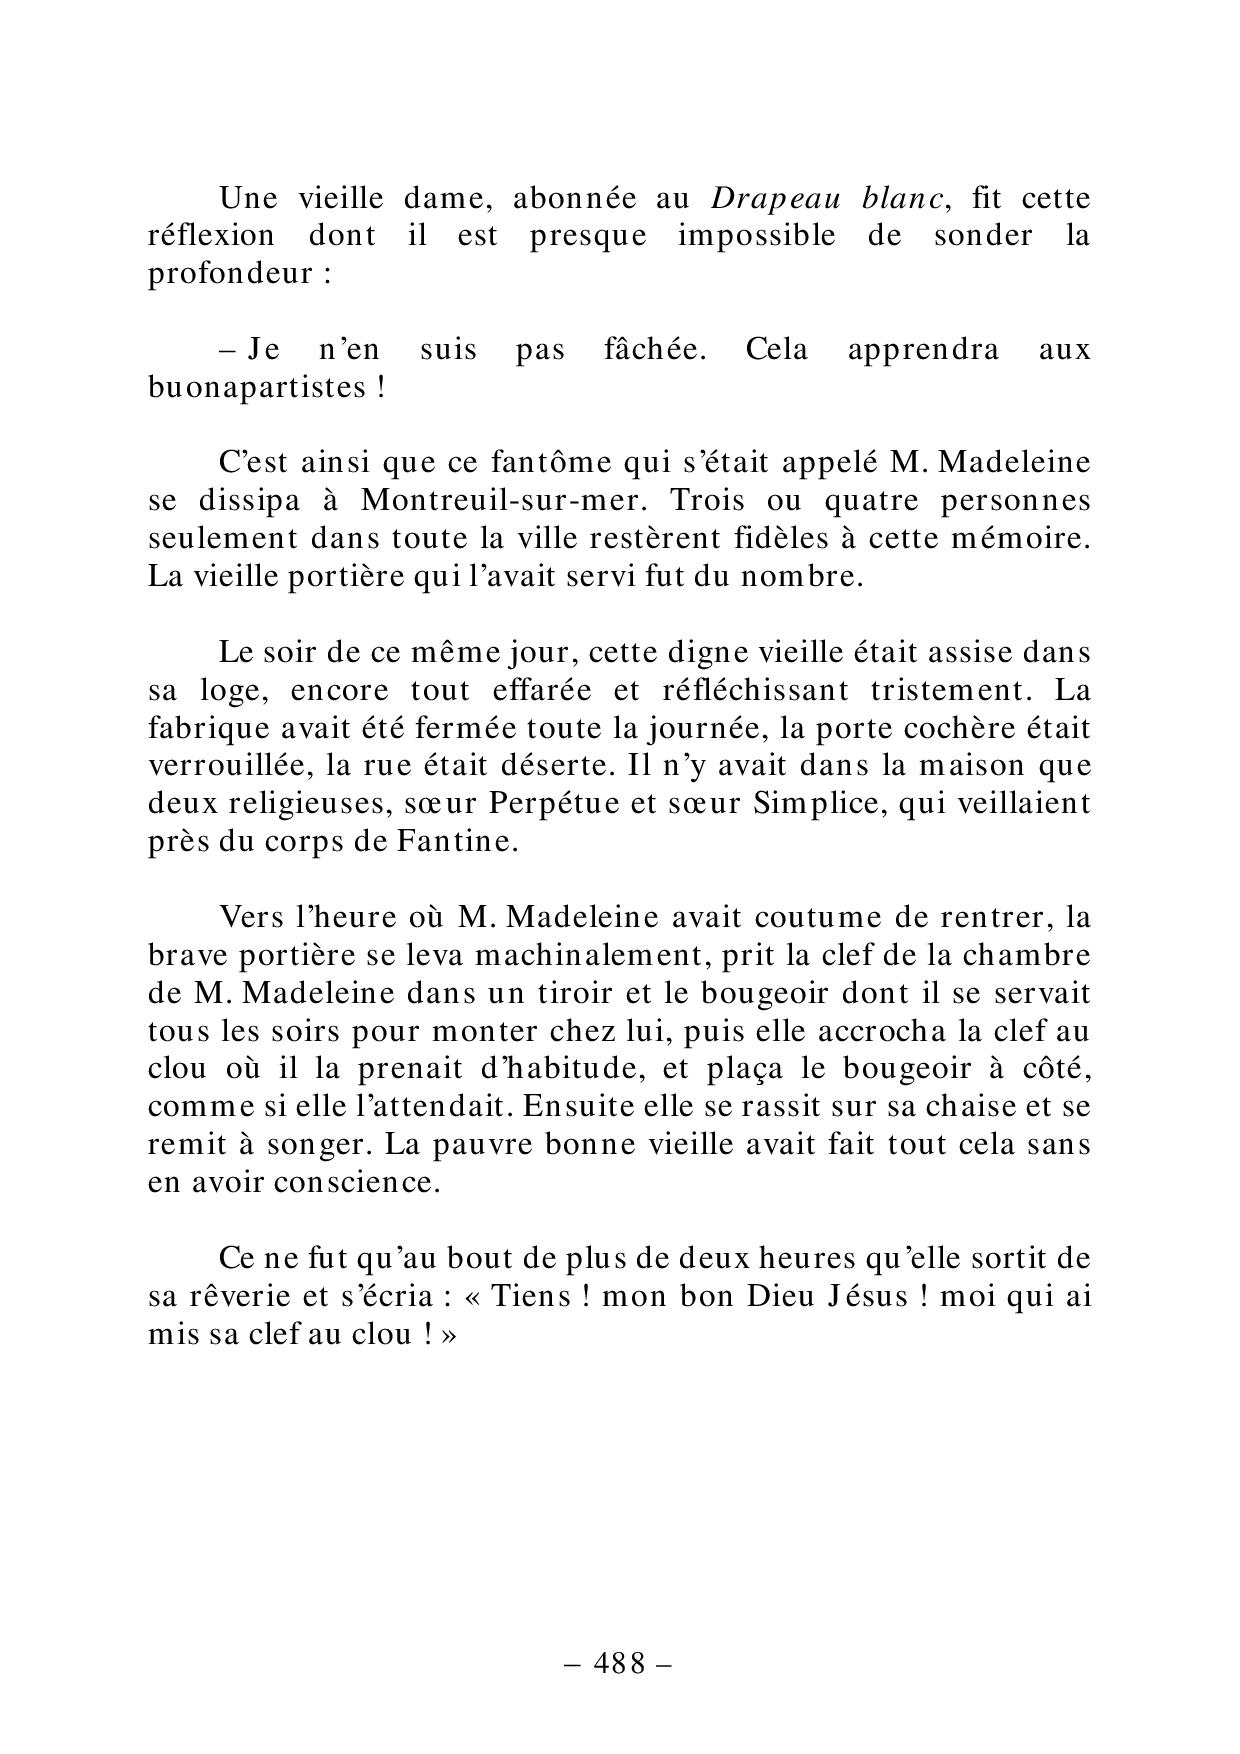 Une vieille dame, abonnée au Drapeau blanc, fit cette
réflexion dont il est presque impossible de sonder la
profondeur :
– Je n’en suis pas fâchée. Cela apprendra aux
buonapartistes !
C’est ainsi que ce fantôme qui s’était appelé M. Madeleine
se dissipa à Montreuil-sur-mer. Trois ou quatre personnes
seulement dans toute la ville restèrent fidèles à cette mémoire.
La vieille portière qui l’avait servi fut du nombre.
Le soir de ce même jour, cette digne vieille était assise dans
sa loge, encore tout effarée et réfléchissant tristement. La
fabrique avait été fermée toute la journée, la porte cochère était
verrouillée, la rue était déserte. Il n’y avait dans la maison que
deux religieuses, sœur Perpétue et sœur Simplice, qui veillaient
près du corps de Fantine.
Vers l’heure où M. Madeleine avait coutume de rentrer, la
brave portière se leva machinalement, prit la clef de la chambre
de M. Madeleine dans un tiroir et le bougeoir dont il se servait
tous les soirs pour monter chez lui, puis elle accrocha la clef au
clou où il la prenait d’habitude, et plaça le bougeoir à côté,
comme si elle l’attendait. Ensuite elle se rassit sur sa chaise et se
remit à songer. La pauvre bonne vieille avait fait tout cela sans
en avoir conscience.
Ce ne fut qu’au bout de plus de deux heures qu’elle sortit de
sa rêverie et s’écria : « Tiens ! mon bon Dieu Jésus ! moi qui ai
mis sa clef au clou ! »
– 488 –